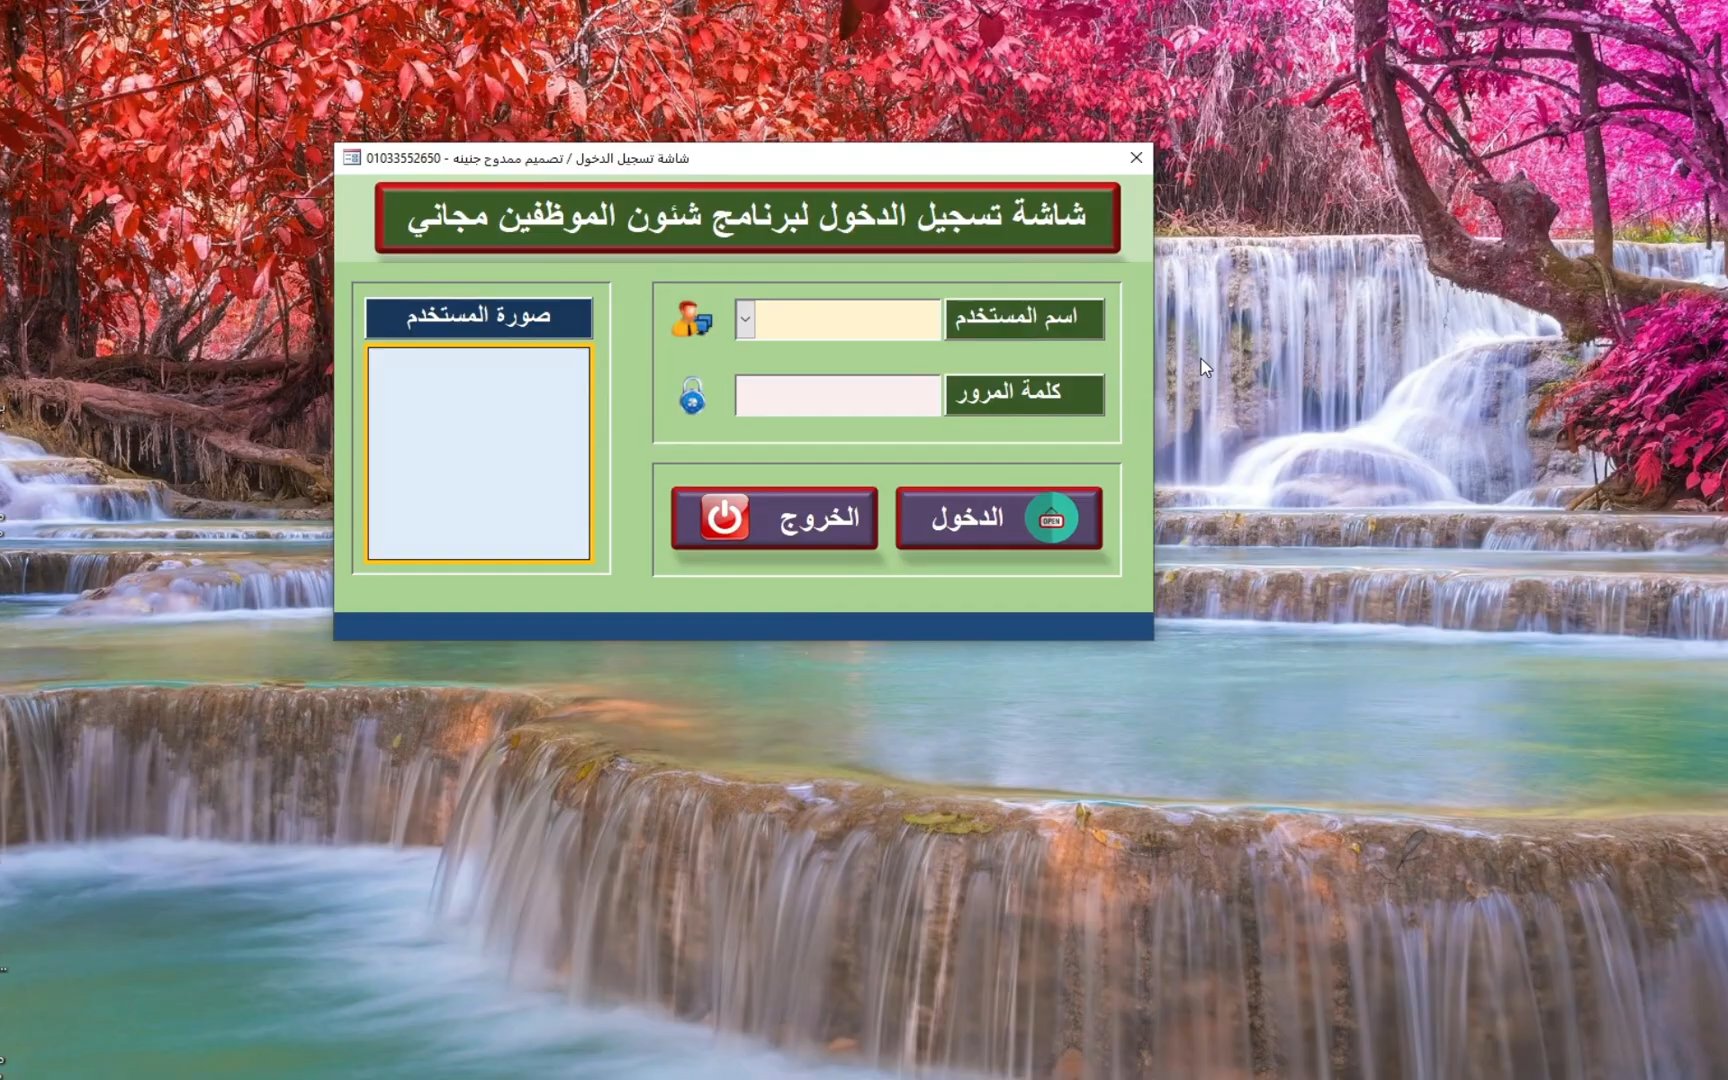 شاشة تسجيل الدخول / تصميم ممدوح جنينه - 01033552650
شاشة تسجيل الدخول لبرنامج شئون الموظفين مجاني
اسم المستخدم
كلمة المرور
صورة المستخدم
الدخول
OPEN
الخروج